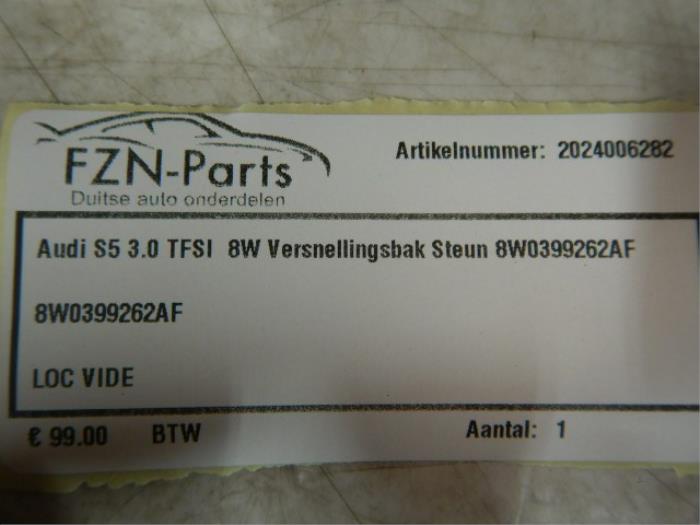 FZN-Parts
Duitse auto onderdelen
Artikelnummer: 2024006282
Audi S5 3.0 TFSI 8W Versnellingsbak Steun 8W0399262AF
8W0399262AF
LOC VIDE
€ 99.00 BTW Aantal: 1